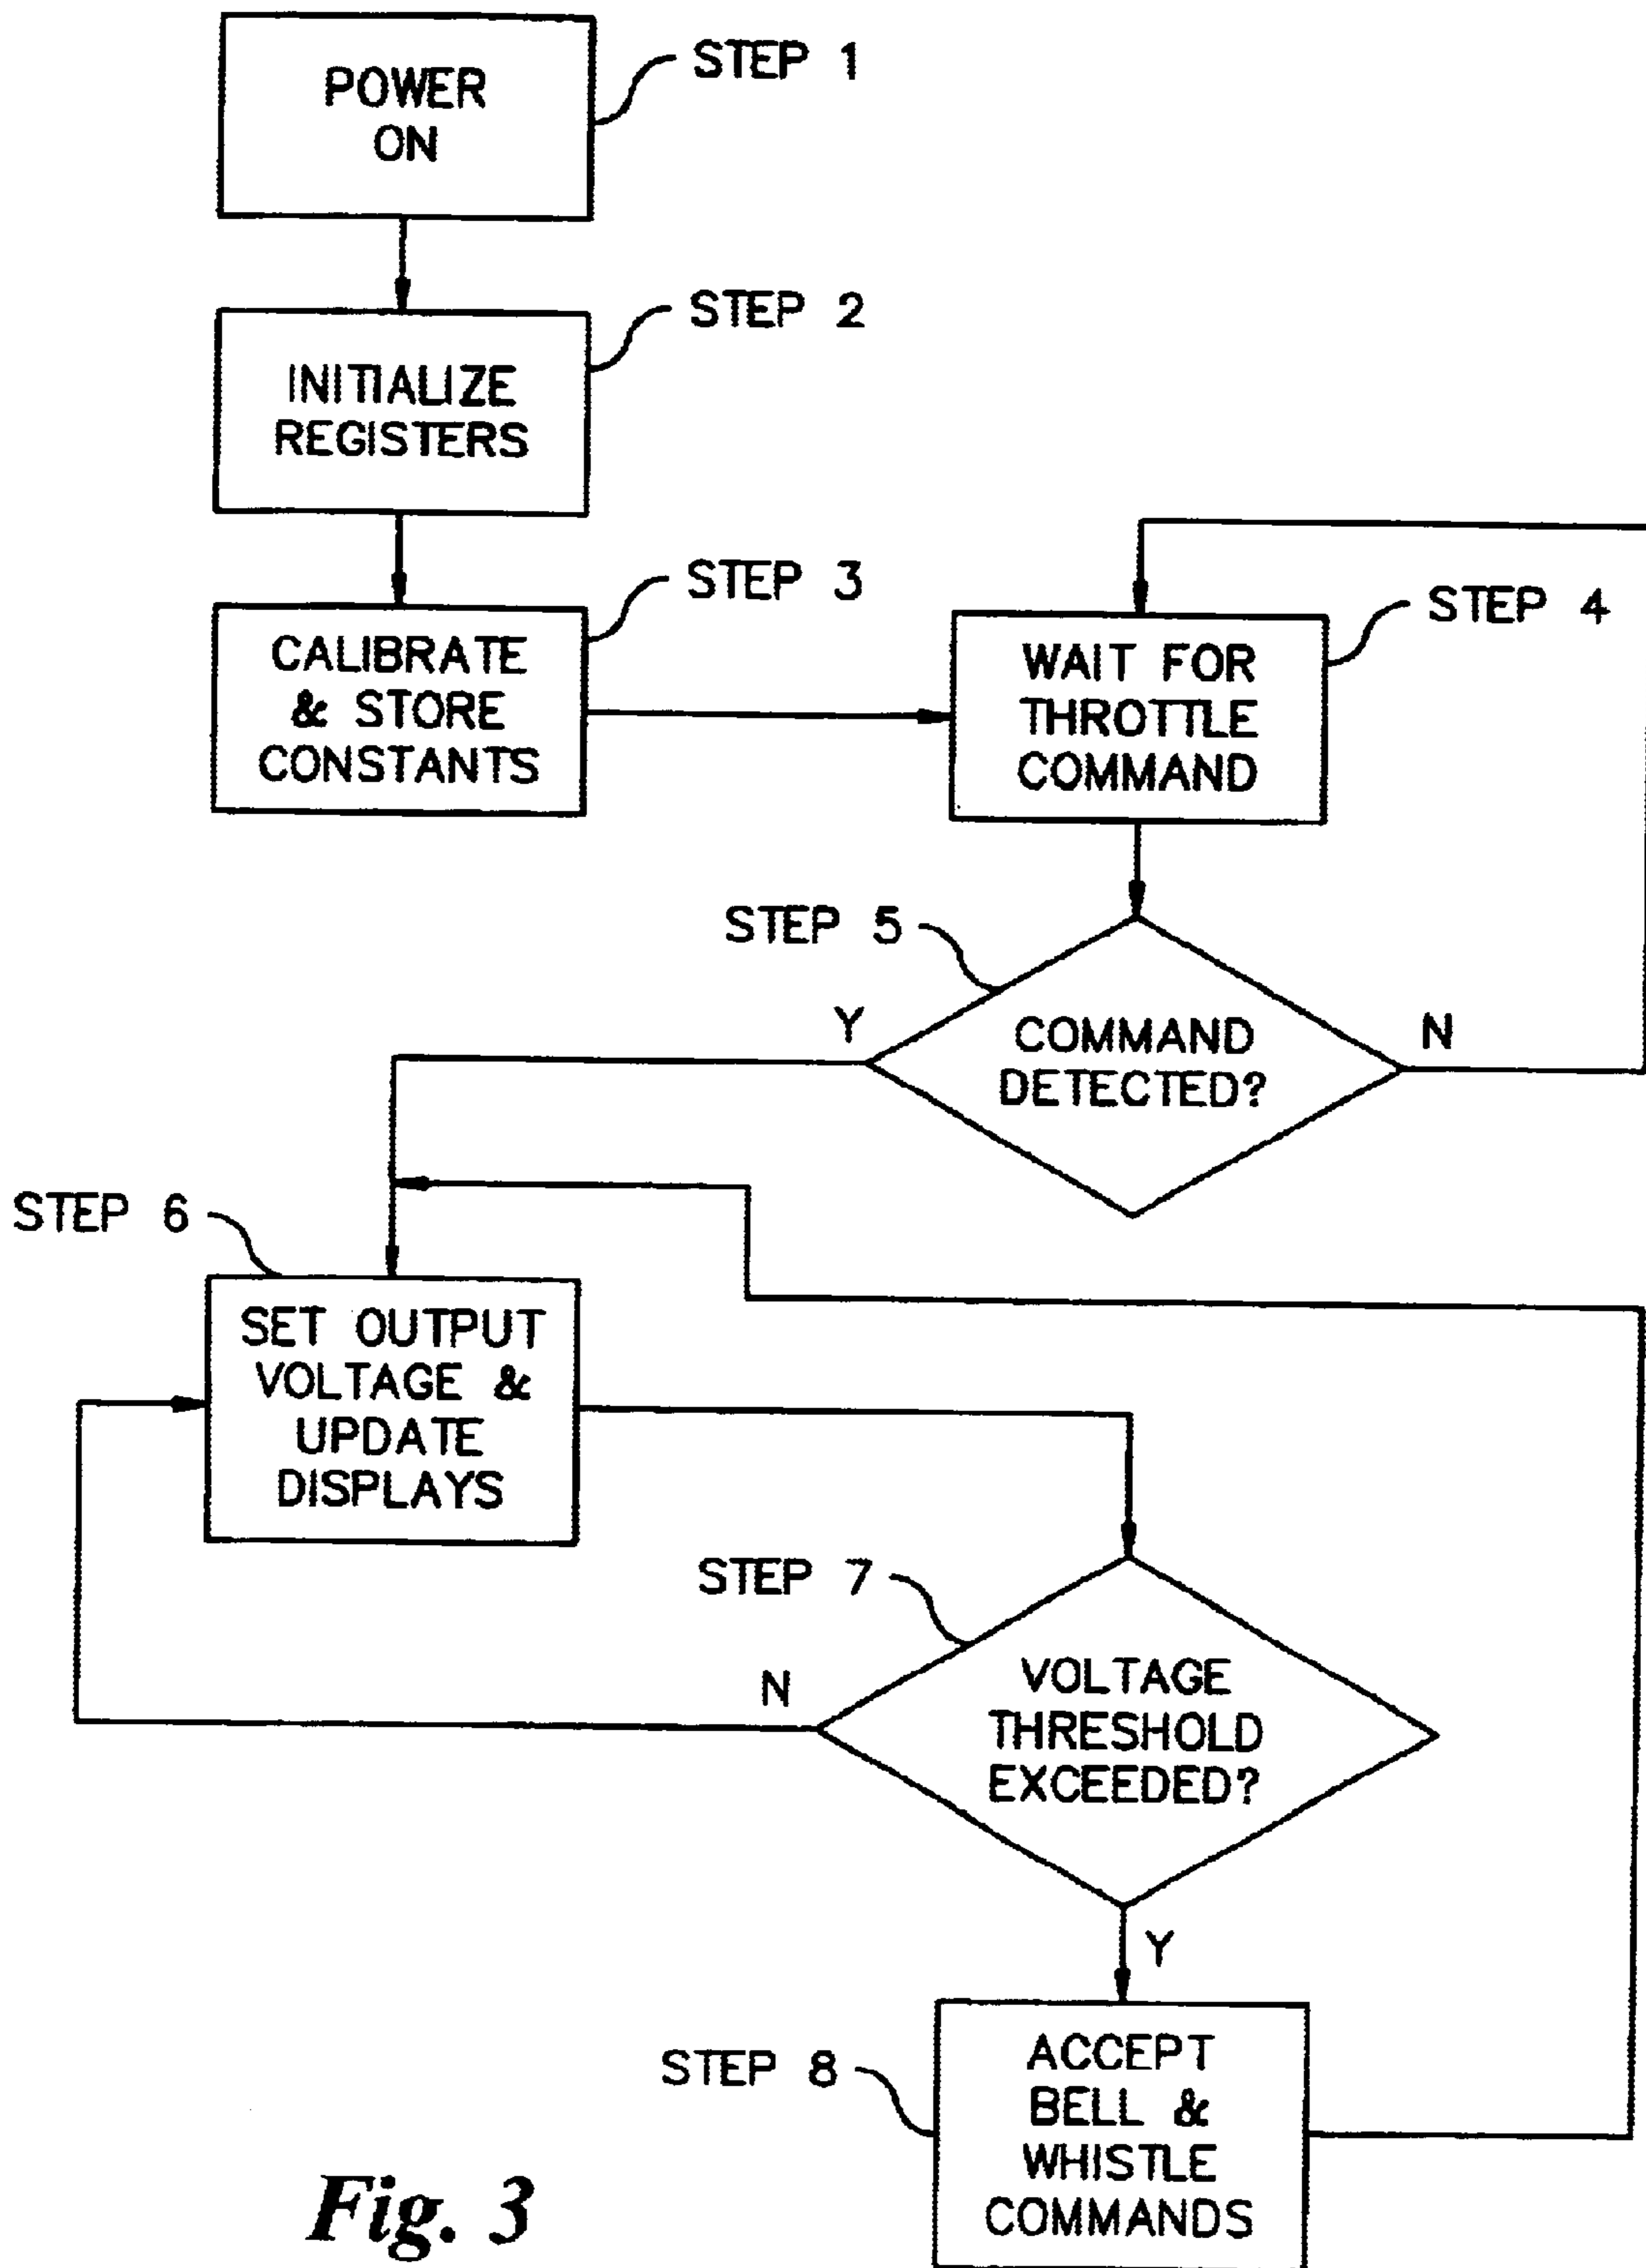 POWER
ON
STEP 1
INITIALIZE
REGISTERS
STEP 2
CALIBRATE
& STORE
CONSTANTS
STEP 3
WAIT FOR
THROTTLE
COMMAND
STEP 4
STEP 5
COMMAND
DETECTED?
Y
N
STEP 6
SET OUTPUT
VOLTAGE &
UPDATE
DISPLAYS
STEP 7
VOLTAGE
THRESHOLD
EXCEEDED?
N
Y
STEP 8
ACCEPT
BELL &
WHISTLE
COMMANDS
Fig. 3